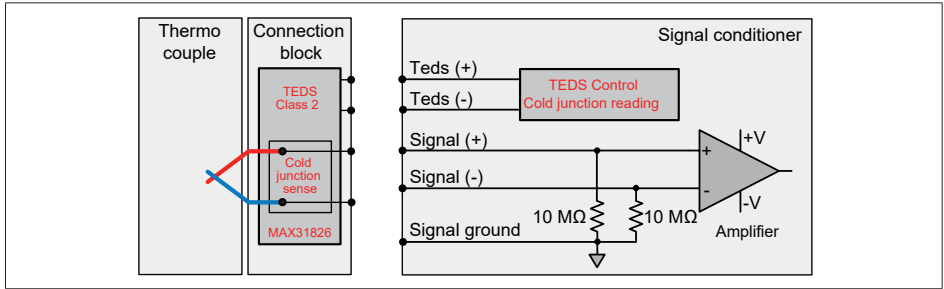 Thermo
couple
Connection
block
Signal conditioner
TEDS
Class 2
Cold
junction
sense
MAX31826
Teds (+)
TEDS Control
Cold junction reading
Teds (-)
Signal (+)
+V
+
Signal (-)
-
-V
10 MΩ
10 MΩ
Amplifier
Signal ground